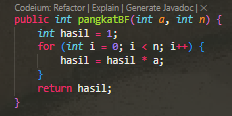 Codeium: Refactor | Explain | Generate Javadoc | ×
public int pangkatBF(int a, int n) {
    int hasil = 1;
    for (int i = 0; i < n; i++) {
        hasil = hasil * a;
    }
    return hasil;
}